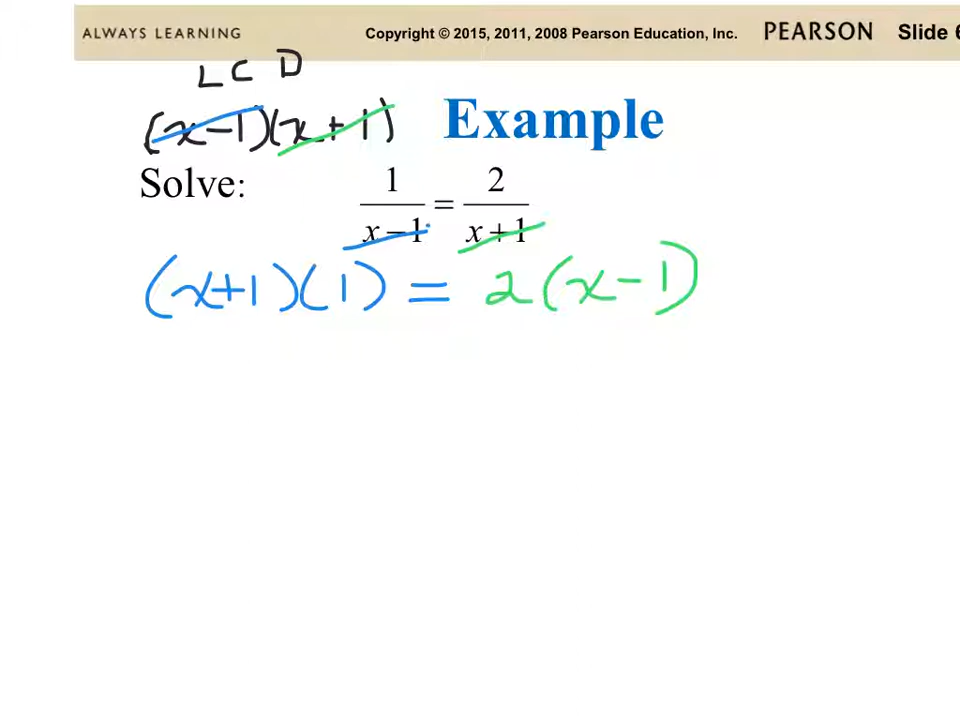 ALWAYS LEARNING Copyright © 2015, 2011, 2008 Pearson Education, Inc. PEARSON Slide 6
L C D
(x-1)(x+1) Example
Solve: 1/(x-1) = 2/(x+1)
(x+1)(1) = 2(x-1)